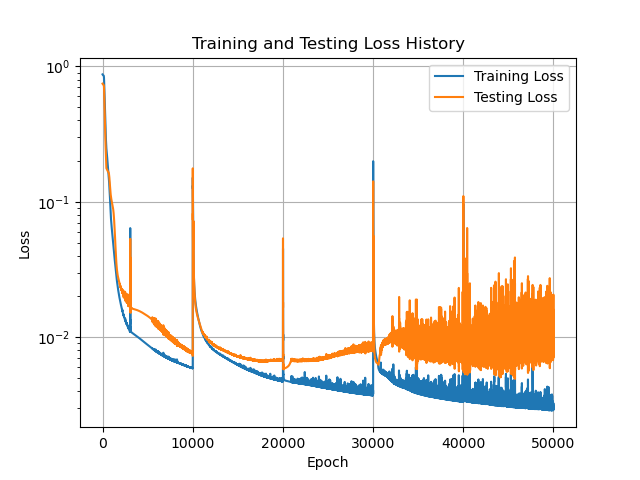 Training and Testing Loss History
10⁰
10⁻¹
10⁻²
Loss
Training Loss
Testing Loss
0 10000 20000 30000 40000 50000
Epoch